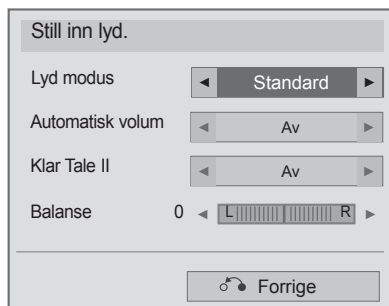 Still inn lyd.
Lyd modus ◄ Standard ►
Automatisk volum ◄ Av ►
Klar Tale II ◄ Av ►
Balanse 0 ◄ L R ►
Forrige